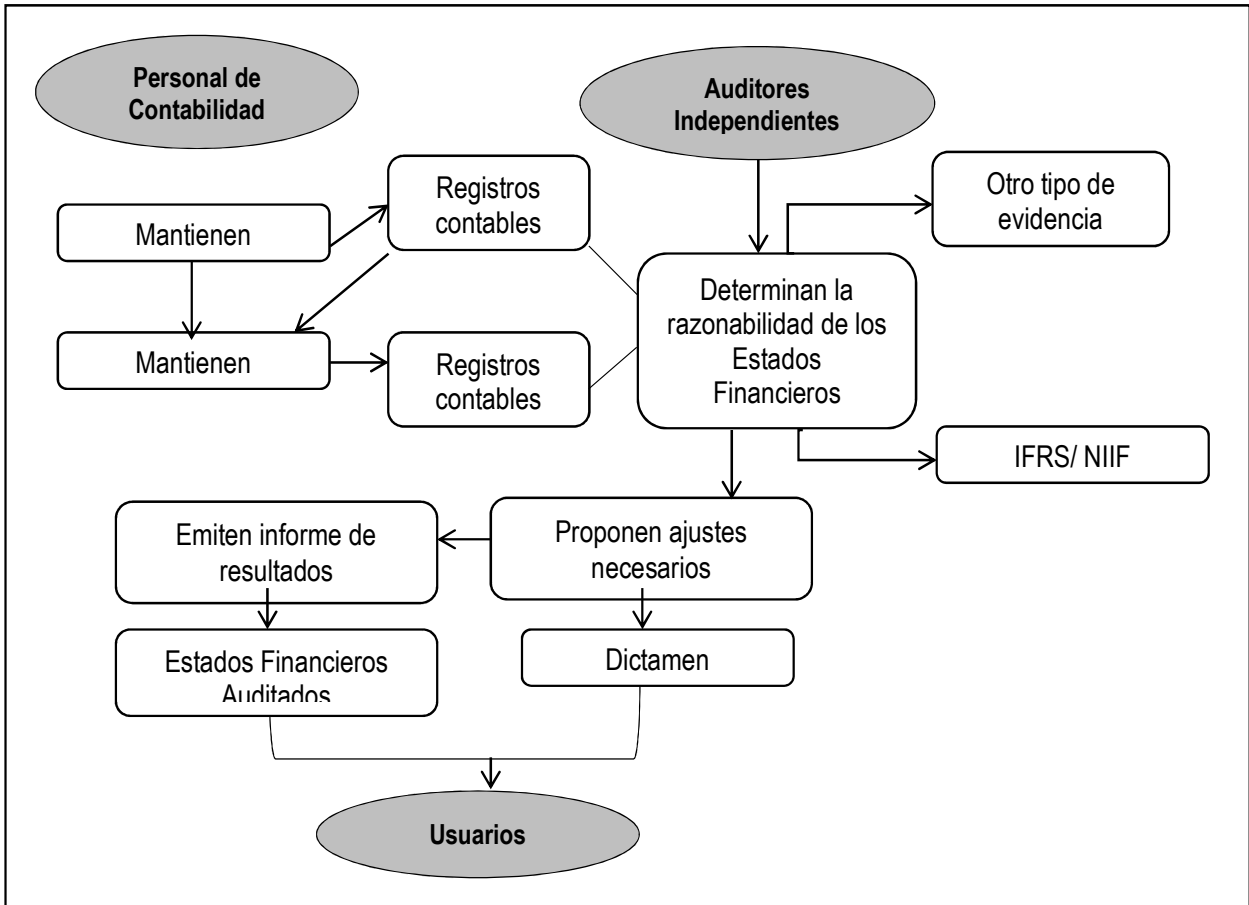 Personal de
Contabilidad
Auditores
Independientes
Registros
contables
Otro tipo de
evidencia
Mantienen
Determinan la
razonabilidad de los
Estados
Financieros
Mantienen
Registros
contables
IFRS/ NIIF
Emiten informe de
resultados
Proponen ajustes
necesarios
Estados Financieros
Auditados
Dictamen
Usuarios